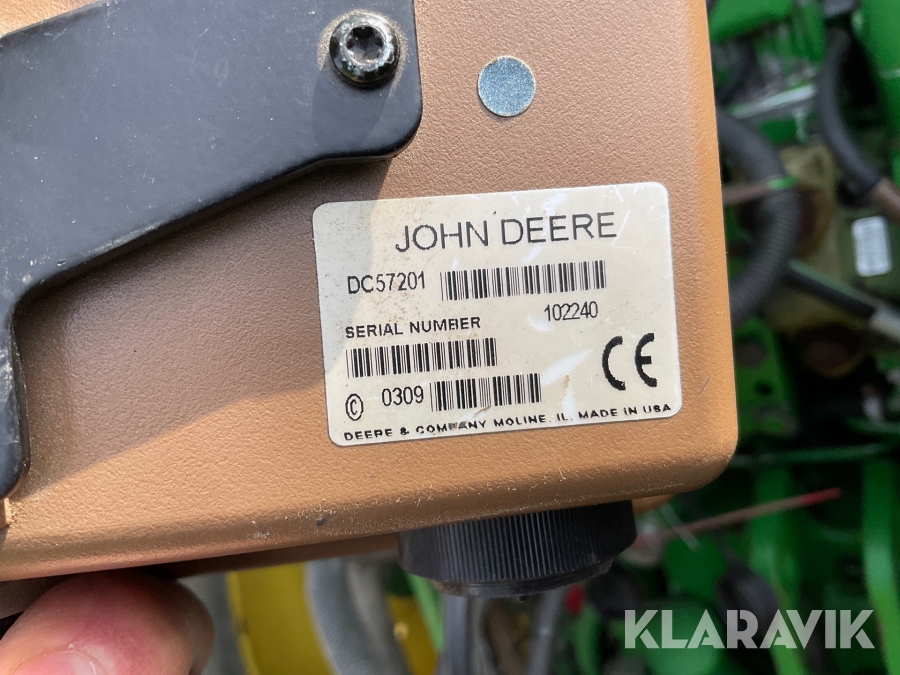 JOHN DEERE
DC57201
102240
SERIAL NUMBER
CE
© 0309
DEERE & COMPANY MOLINE, IL. MADE IN USA
KLARAVIK